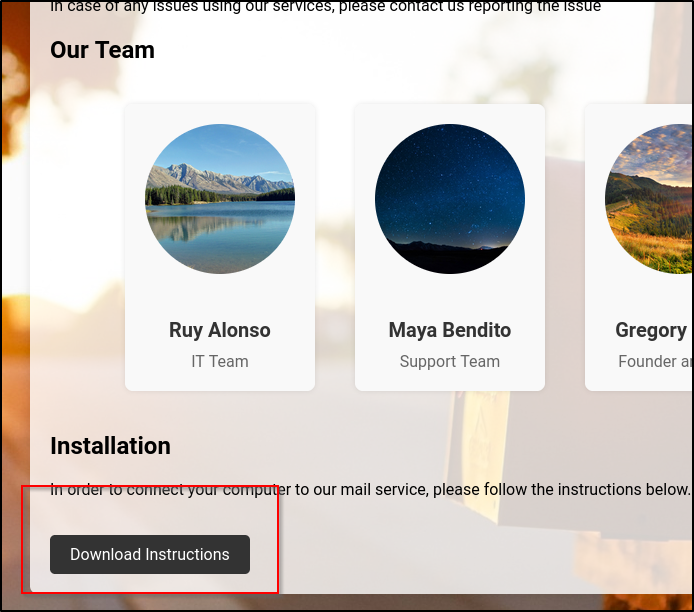 In case of any issues using our services, please contact us reporting the issue
Our Team
Ruy Alonso
IT Team
Maya Bendito
Support Team
Gregory
Founder
Installation
In order to connect your computer to our mail service, please follow the instructions below.
Download Instructions